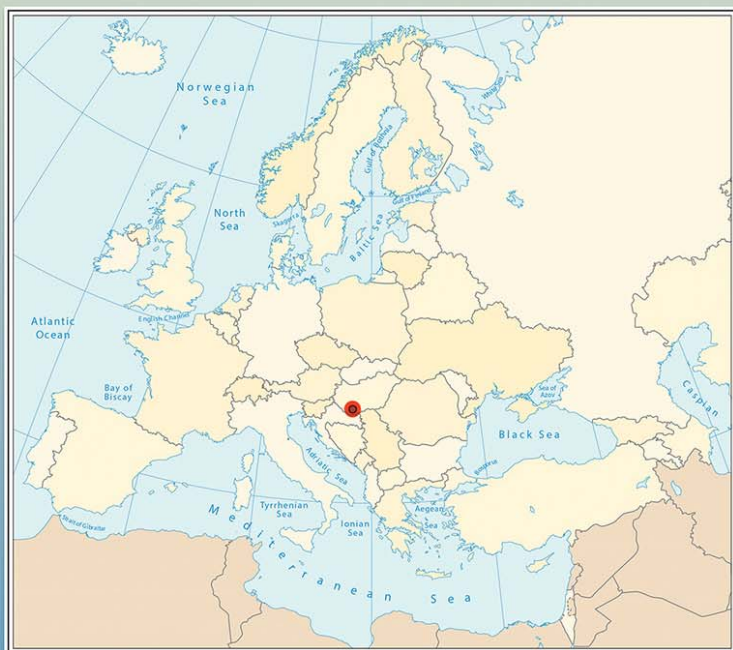 Norwegian
Sea
White Sea
Gulf of Bothnia
Gulf of Finland
North
Sea
Skagerra
Baltic Sea
English Channel
Atlantic
Ocean
Bay of
Biscay
Sea of
Azov
Caspian
Black Sea
Adriatic Sea
Bosporus
Tyrrhenian
Sea
Ionian
Sea
Aegean
Sea
Strait of Gibraltar
Mediterranean Sea